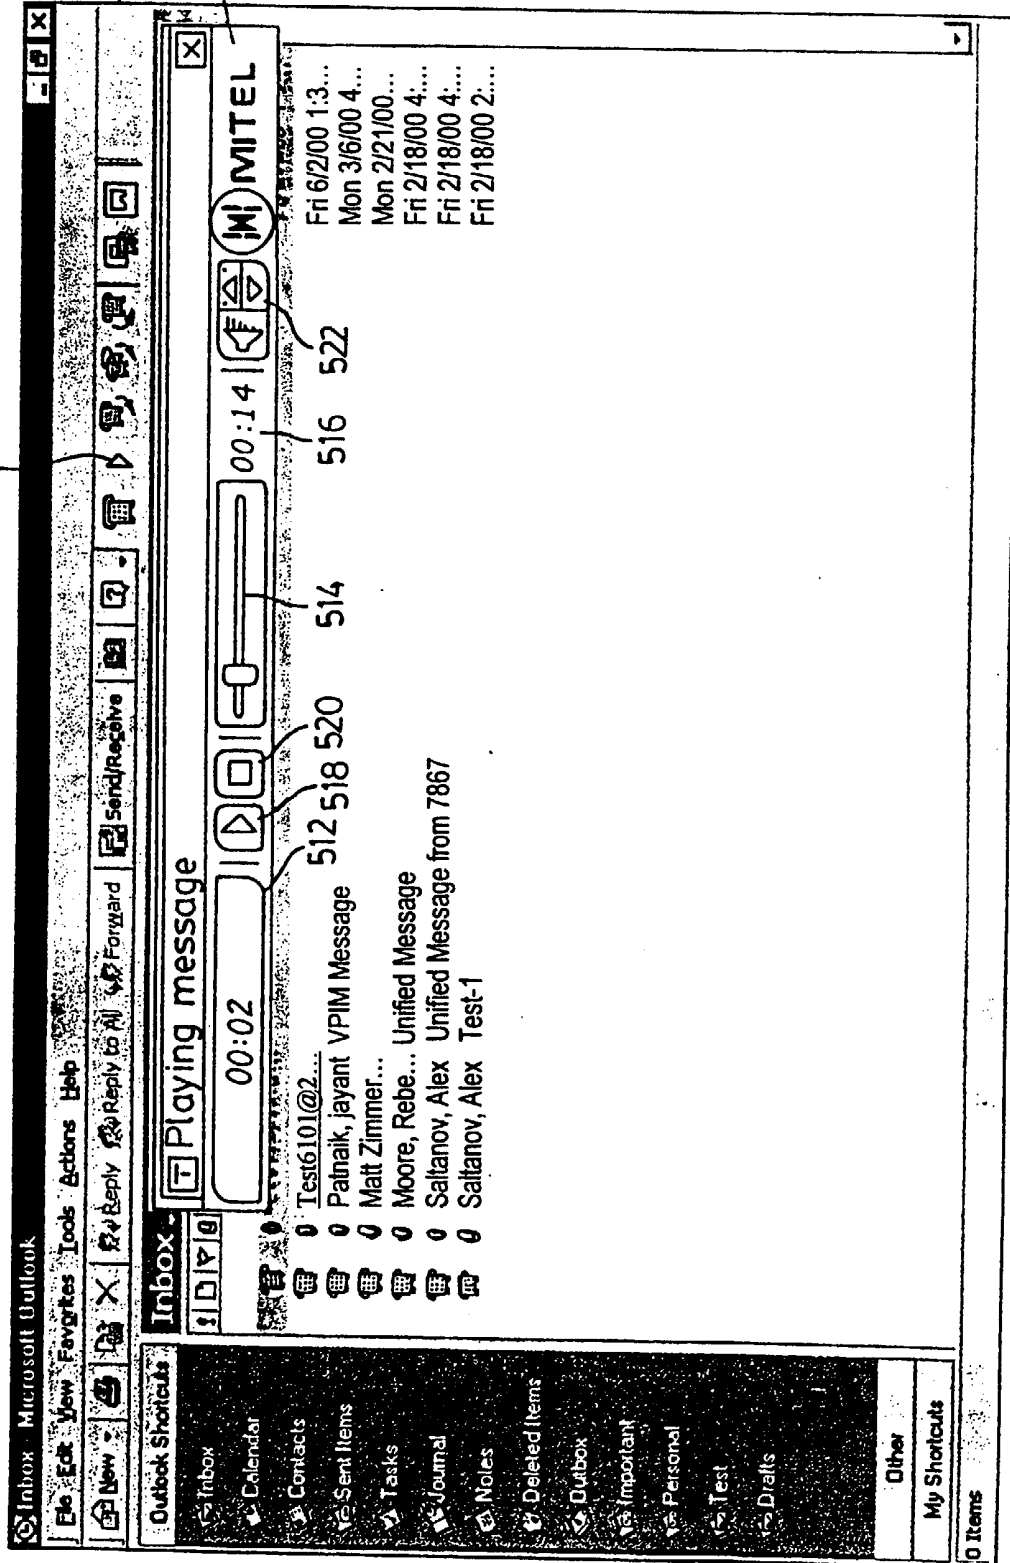 Inbox Microsoft Outlook
File Edit View Favorites Tools Actions Help
New Reply Reply to All Forward Send/Receive
Outlook Shortcuts
Inbox
Calendar
Contacts
Sent Items
Tasks
Journal
Notes
Deleted Items
Outbox
Important
Personal
Test
Drafts
Other
My Shortcuts
0 Items
Inbox
T Playing message
00:02 00:14 MITEL
512 518 520 514 516 522
Test6101@2... Fri 6/2/00 1:3...
Patnaik, jayant VPIM Message Mon 3/6/00 4...
Matt Zimmer... Mon 2/21/00...
Moore, Rebe... Unified Message Fri 2/18/00 4:...
Saltanov, Alex Unified Message from 7867 Fri 2/18/00 4:...
Saltanov, Alex Test-1 Fri 2/18/00 2:...